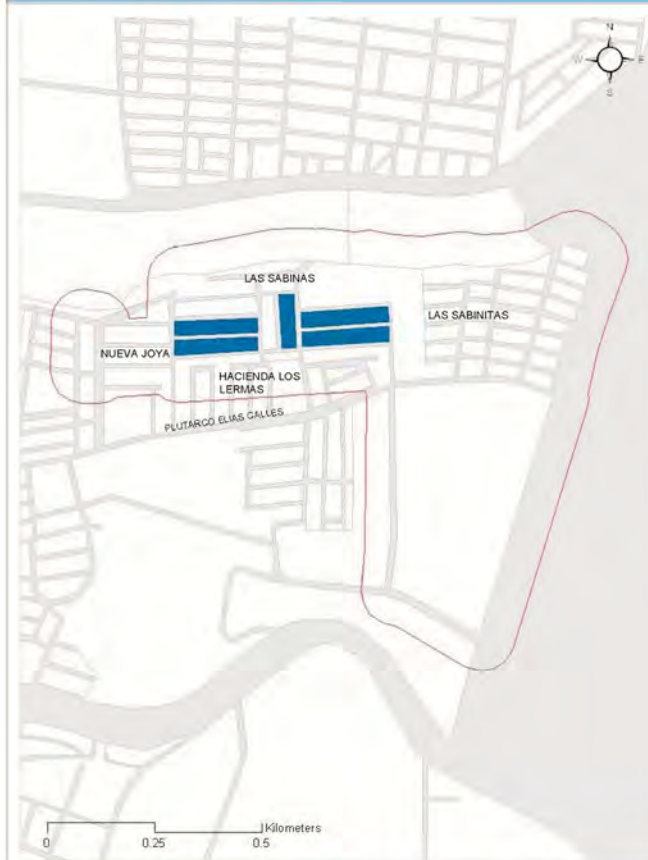 N
W E
S
LAS SABINAS
LAS SABINITAS
NUEVA JOYA
HACIENDA LOS
LERMAS
PLUTARCO ELIAS CALLES
Kilometers
0 0.25 0.5